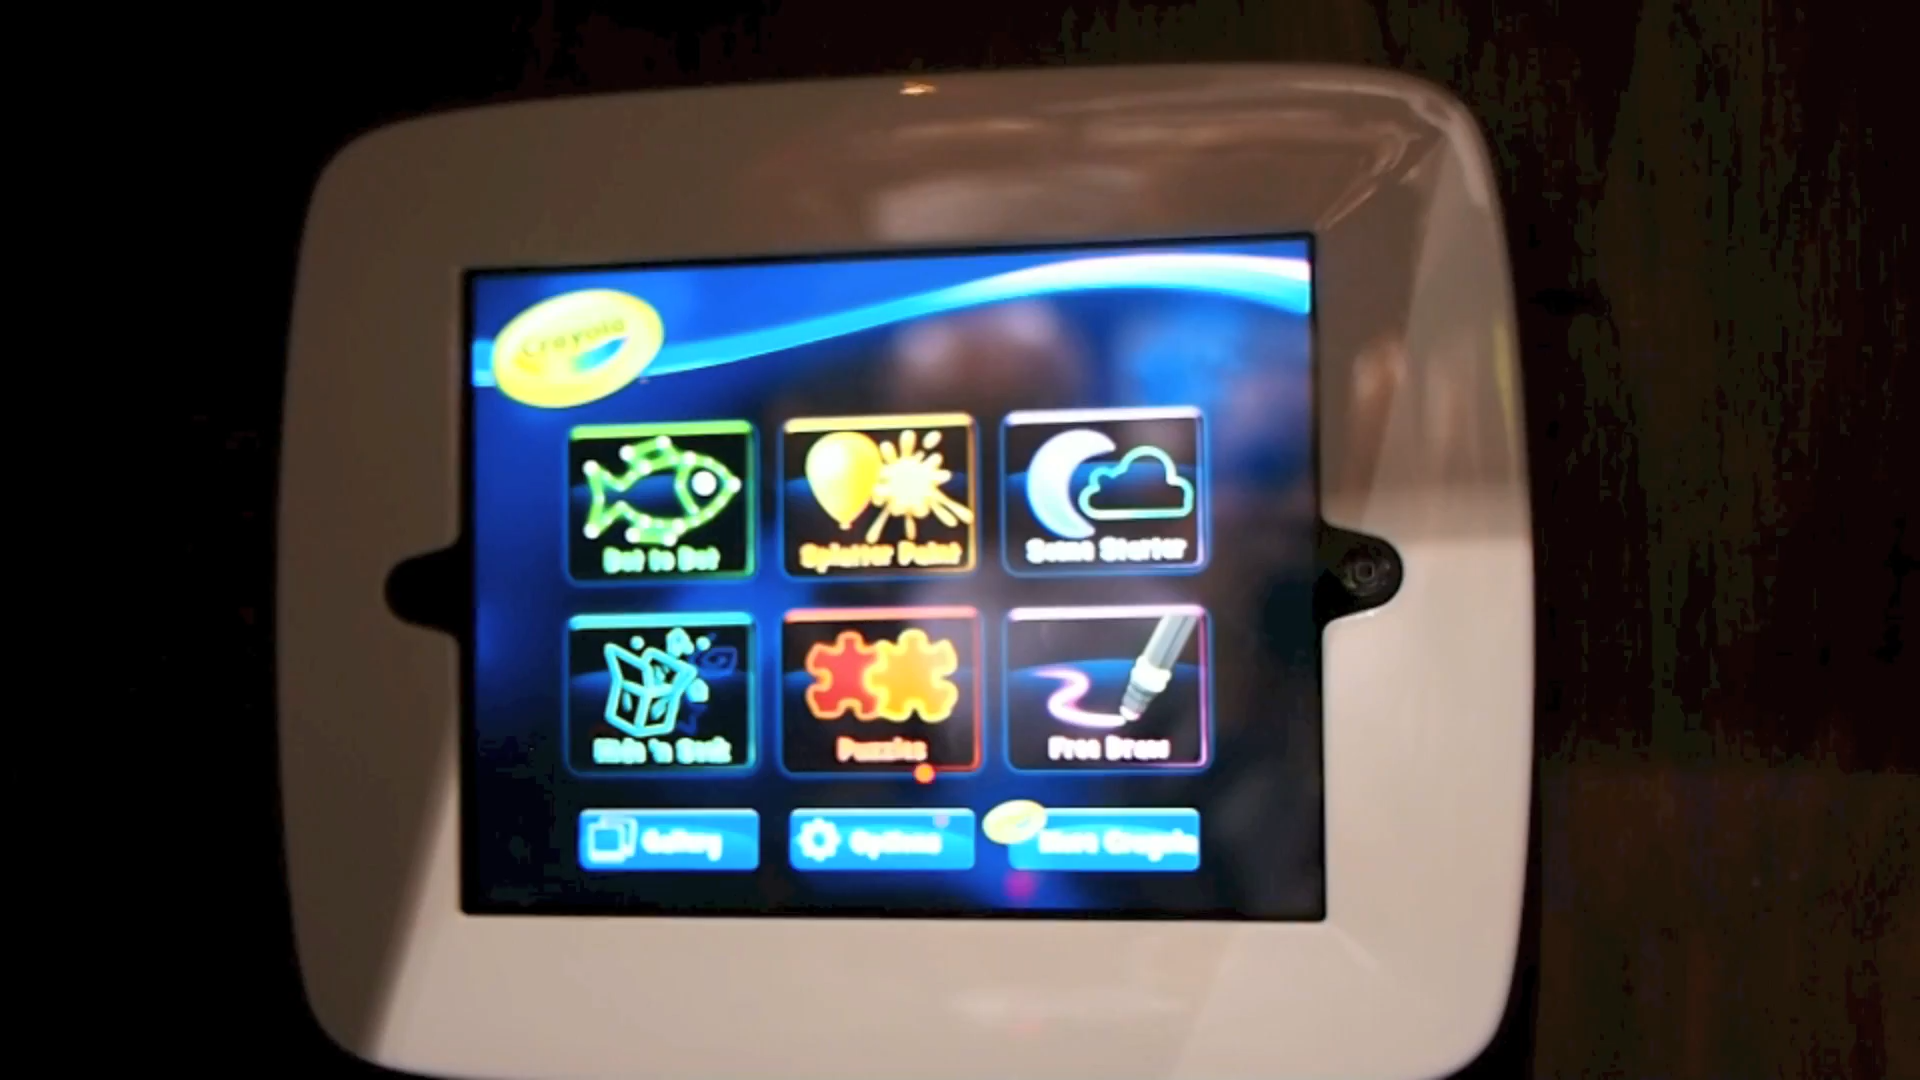 Crayola
Dot to Dot
Splatter Paint
Scene Starter
Hide 'n Seek
Puzzles
Free Draw
Gallery
Options
More Crayola